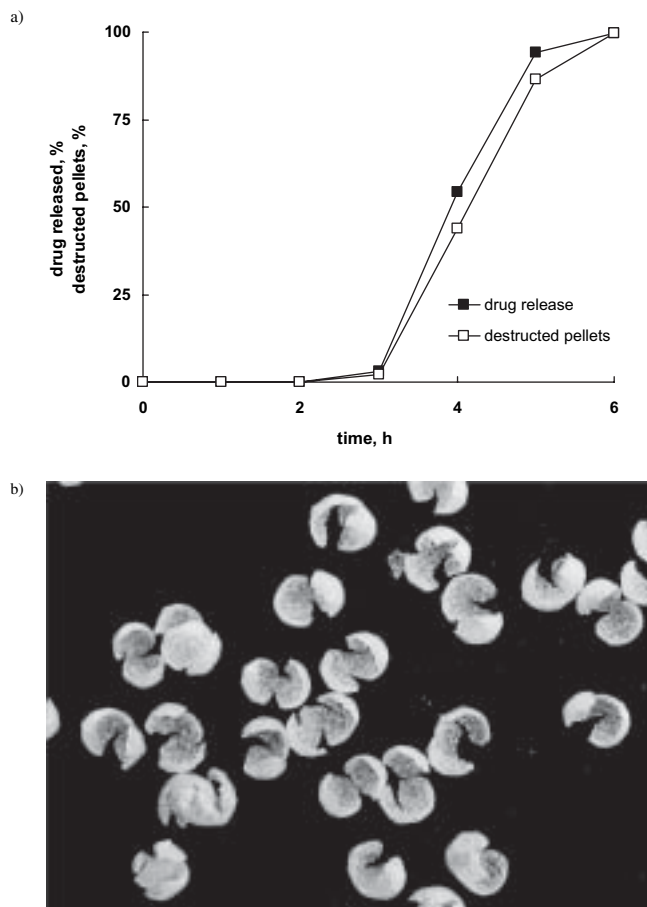 a)
100
75
50
25
0
drug released, %
destructed pellets, %
drug release
destructed pellets
0 2 4 6
time, h
b)